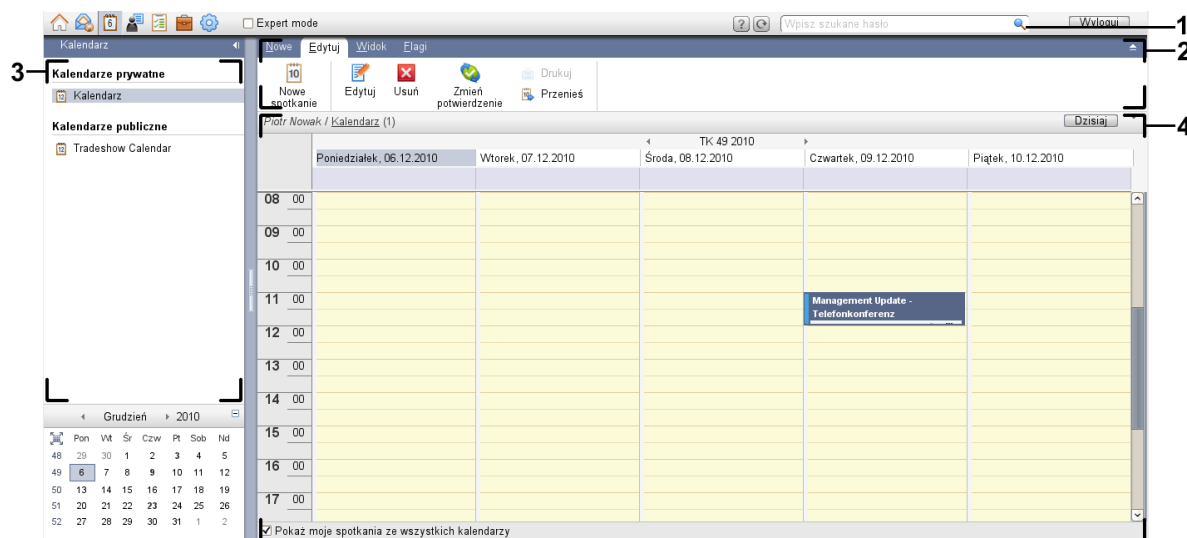 Expert mode
Wpisz szukane hasło
Wyloguj
1
Kalendarz
Nowe Edytuj Widok Flagi
2
3
Kalendarze prywatne
Kalendarz
Kalendarze publiczne
Tradeshow Calendar
10
Nowe spotkanie
Edytuj
Usuń
Zmień potwierdzenie
Drukuj
Przenieś
Piotr Nowak / Kalendarz (1)
Dzisiaj
4
TK 49 2010
Poniedziałek, 06.12.2010 Wtorek, 07.12.2010 Środa, 08.12.2010 Czwartek, 09.12.2010 Piątek, 10.12.2010
08 00
09 00
10 00
11 00
Management Update -
Telefonkonferenz
12 00
13 00
14 00
15 00
16 00
17 00
Grudzień 2010
Pon Wt Śr Czw Pt Sob Nd
48 29 30 1 2 3 4 5
49 6 7 8 9 10 11 12
50 13 14 15 16 17 18 19
51 20 21 22 23 24 25 26
52 27 28 29 30 31 1 2
Pokaż moje spotkania ze wszystkich kalendarzy